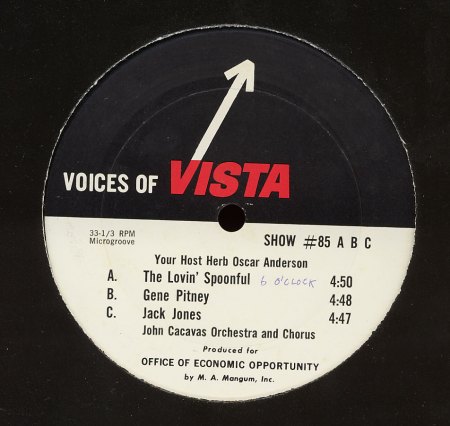 VOICES OF VISTA
33-1/3 RPM
Microgroove
SHOW #85 A B C
Your Host Herb Oscar Anderson
A. The Lovin' Spoonful 6 O'CLOCK 4:50
B. Gene Pitney 4:48
C. Jack Jones 4:47
John Cacavas Orchestra and Chorus
Produced for
OFFICE OF ECONOMIC OPPORTUNITY
by M. A. Mangum, Inc.